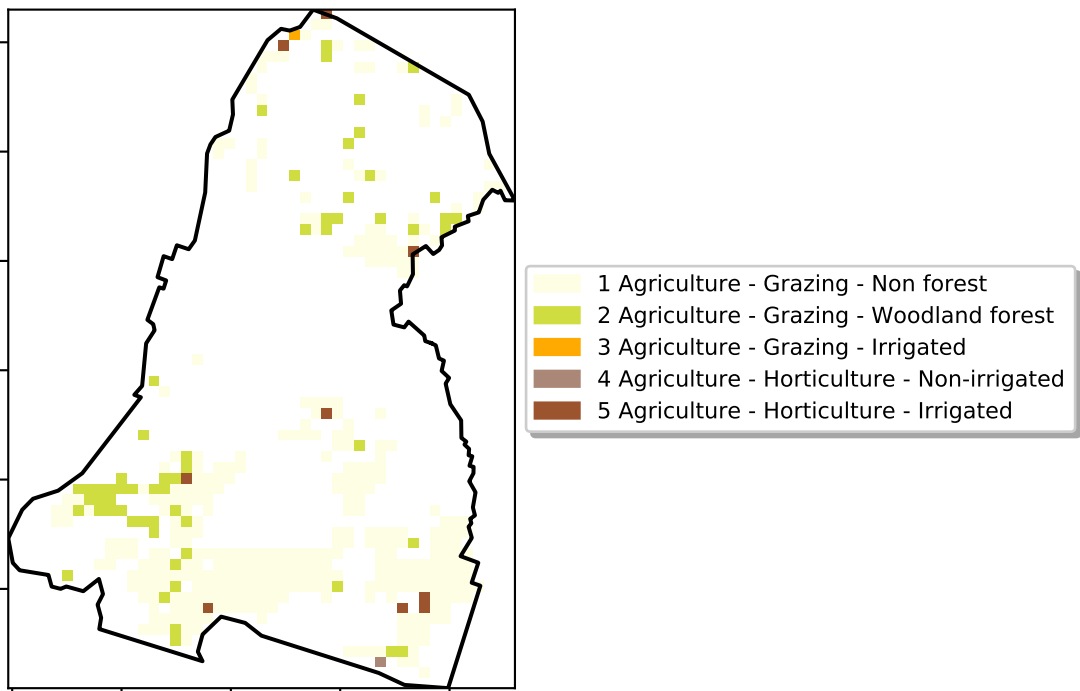 1 Agriculture - Grazing - Non forest
2 Agriculture - Grazing - Woodland forest
3 Agriculture - Grazing - Irrigated
4 Agriculture - Horticulture - Non-irrigated
5 Agriculture - Horticulture - Irrigated